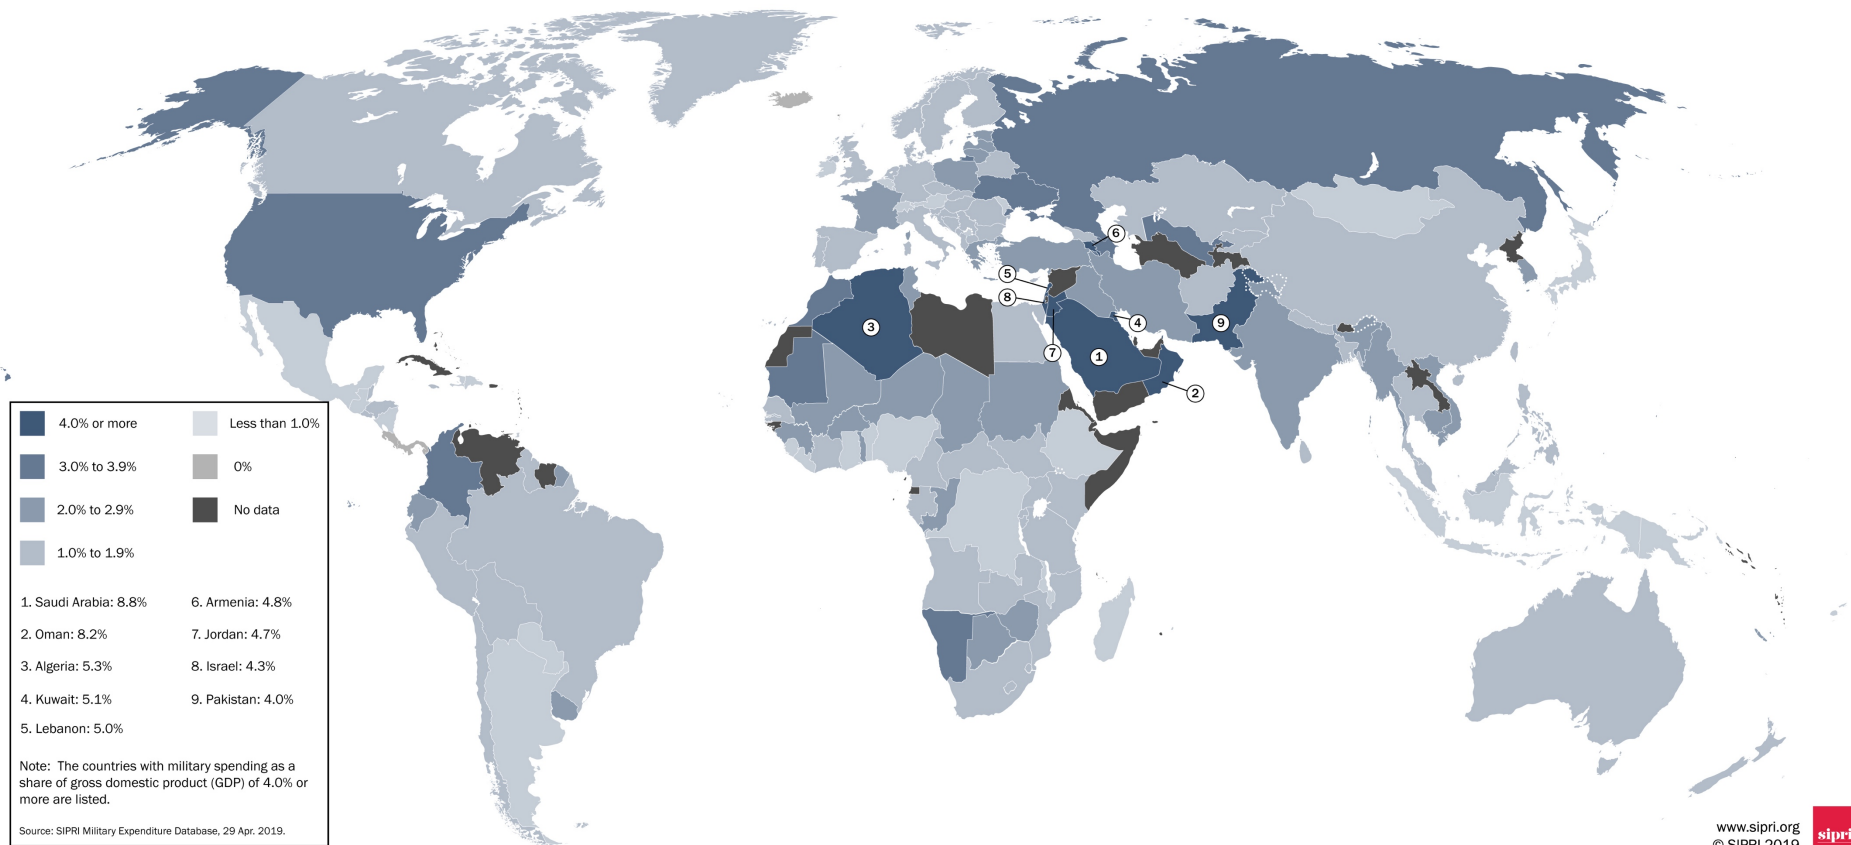 6
5
8
3
4
9
7
1
2
4.0% or more
Less than 1.0%
3.0% to 3.9%
0%
2.0% to 2.9%
No data
1.0% to 1.9%
1. Saudi Arabia: 8.8%
6. Armenia: 4.8%
2. Oman: 8.2%
7. Jordan: 4.7%
3. Algeria: 5.3%
8. Israel: 4.3%
4. Kuwait: 5.1%
9. Pakistan: 4.0%
5. Lebanon: 5.0%
Note: The countries with military spending as a
share of gross domestic product (GDP) of 4.0% or
more are listed.
Source: SIPRI Military Expenditure Database, 29 Apr. 2019.
www.sipri.org
© SIPRI 2019
sipri